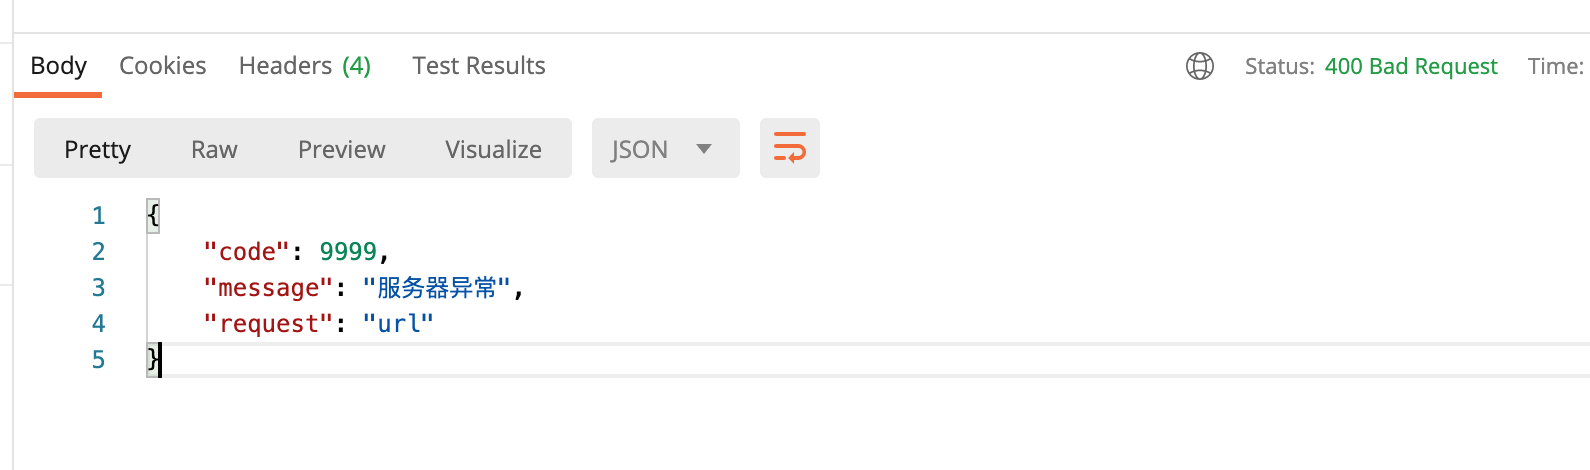 Body Cookies Headers (4) Test Results Status: 400 Bad Request Time:
Pretty Raw Preview Visualize JSON
1 {
2 "code": 9999,
3 "message": "服务器异常",
4 "request": "url"
5 }